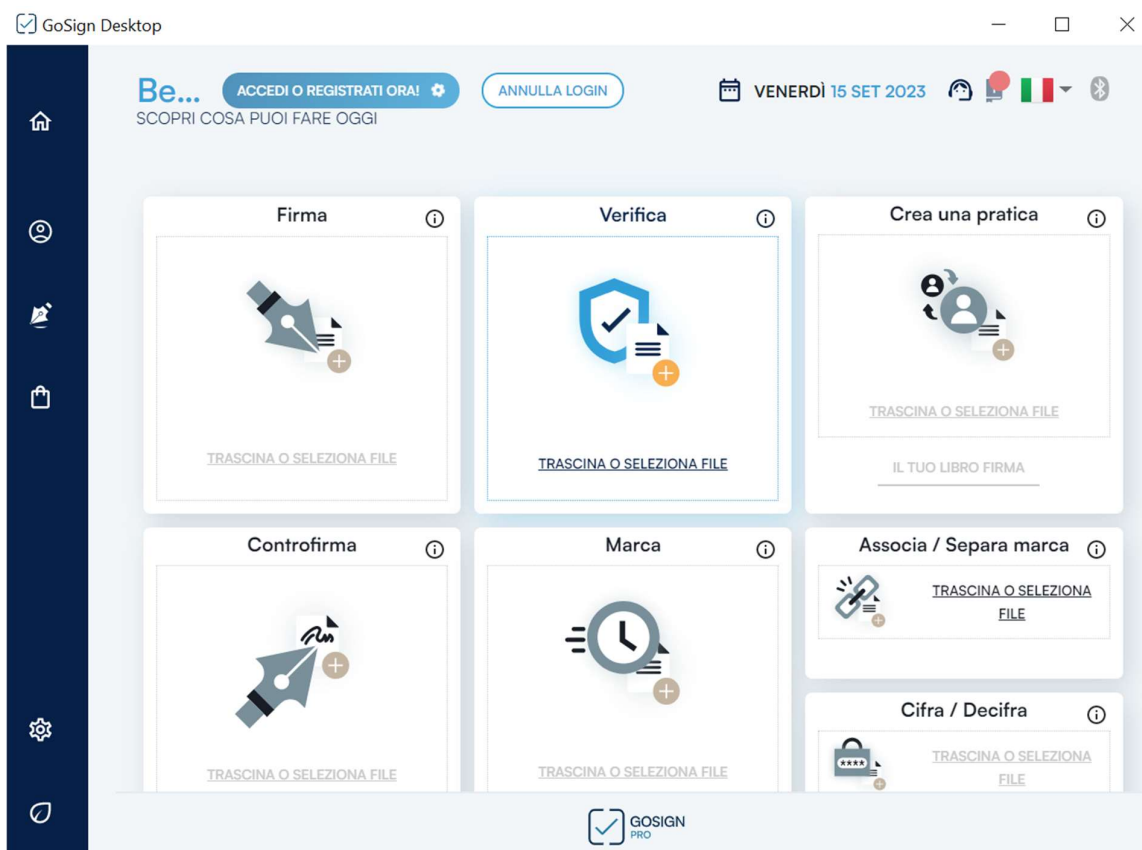 GoSign Desktop
Be...
ACCEDI O REGISTRATI ORA!
ANNULLA LOGIN
VENERDÌ 15 SET 2023
SCOPRI COSA PUOI FARE OGGI
Firma
TRASCINA O SELEZIONA FILE
Verifica
TRASCINA O SELEZIONA FILE
Crea una pratica
TRASCINA O SELEZIONA FILE
IL TUO LIBRO FIRMA
Controfirma
TRASCINA O SELEZIONA FILE
Marca
TRASCINA O SELEZIONA FILE
Associa / Separa marca
TRASCINA O SELEZIONA
FILE
Cifra / Decifra
****
TRASCINA O SELEZIONA
FILE
GOSIGN
PRO